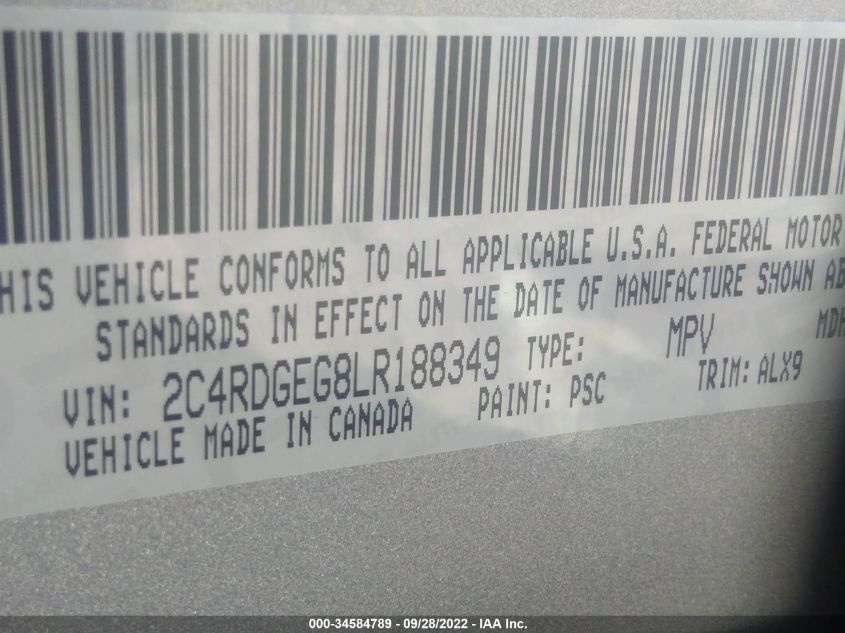 HIS VEHICLE CONFORMS TO ALL APPLICABLE U.S.A. FEDERAL MOTOR
STANDARDS IN EFFECT ON THE DATE OF MANUFACTURE SHOWN AB
VIN: 2C4RDGEG8LR188349 TYPE: MPV MDH
VEHICLE MADE IN CANADA PAINT: PSC TRIM: ALX9
000-34584789 - 09/28/2022 - IAA Inc.